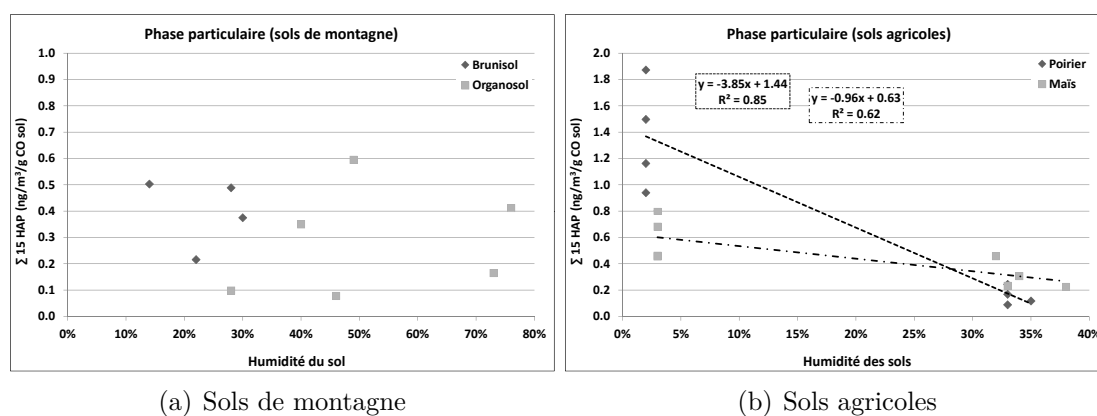 Phase particulaire (sols de montagne)
1.0
0.9
0.8
0.7
0.6
0.5
0.4
0.3
0.2
0.1
0.0
Σ 15 HAP (ng/m³/g CO sol)
Brunisol
Organosol
0% 10% 20% 30% 40% 50% 60% 70% 80%
Humidité du sol
(a) Sols de montagne
Phase particulaire (sols agricoles)
2.0
1.8
1.6
1.4
1.2
1.0
0.8
0.6
0.4
0.2
0.0
Σ 15 HAP (ng/m³/g CO sol)
Poirier
Maïs
y = -3.85x + 1.44
R² = 0.85
y = -0.96x + 0.63
R² = 0.62
0% 5% 10% 15% 20% 25% 30% 35% 40%
Humidité des sols
(b) Sols agricoles